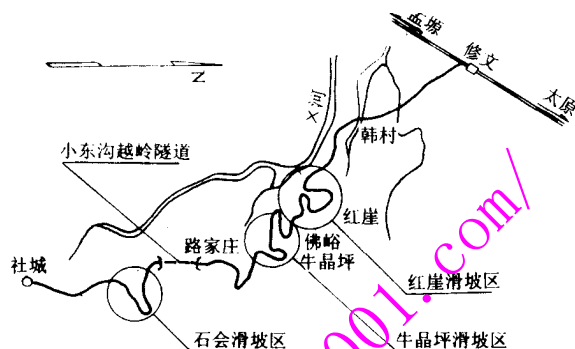 孟塬
修文
太原
N
×河
韩村
小东沟越岭隧道
红崖
路家庄
佛峪
牛晶坪
社城
红崖滑坡区
石会滑坡区
牛晶坪滑坡区
001.com/